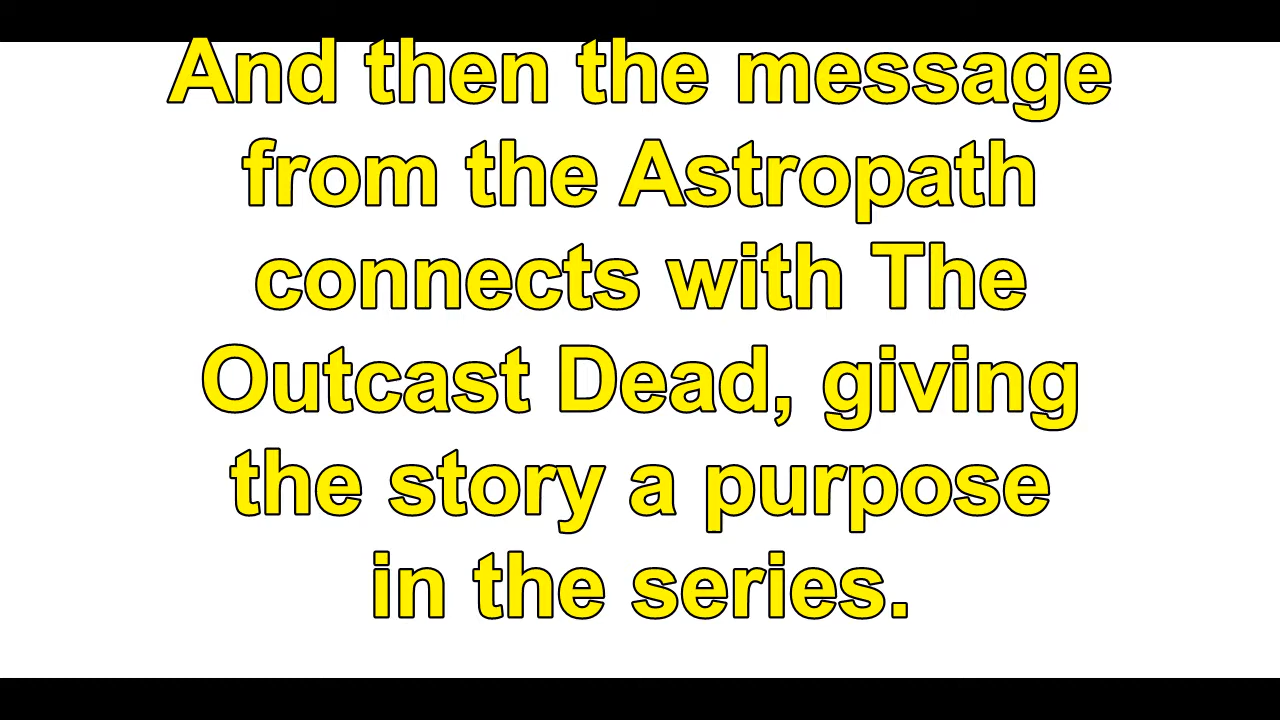 And then the message
from the Astropath
connects with The
Outcast Dead, giving
the story a purpose
in the series.